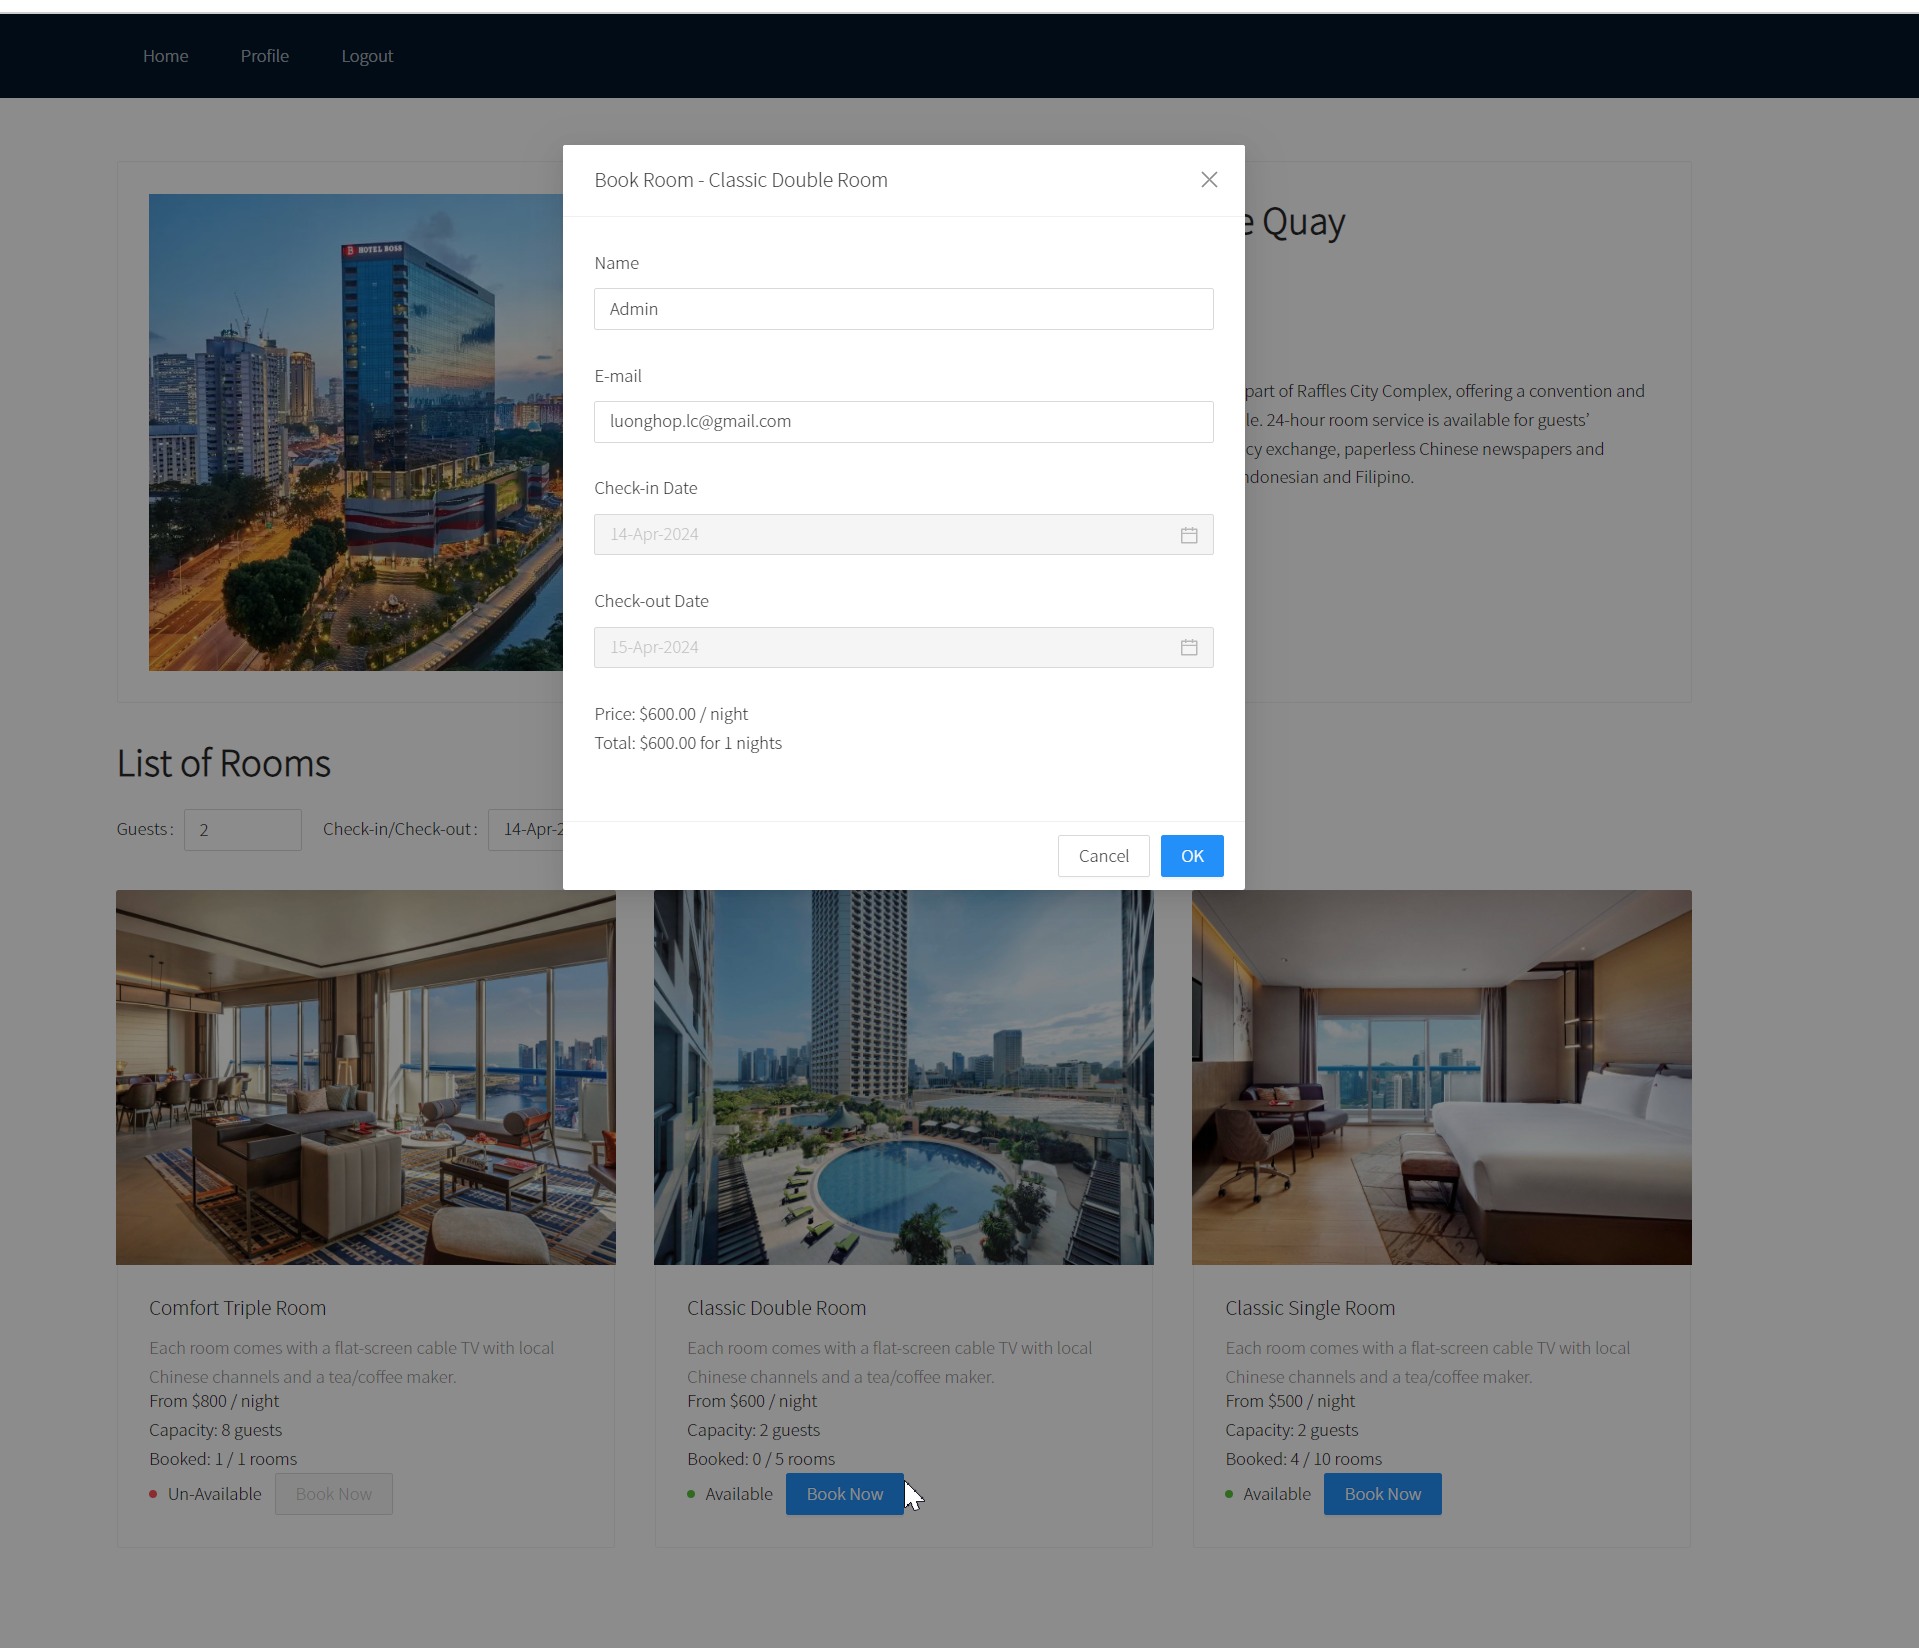 Home Profile Logout
Book Room - Classic Double Room
Name
Admin
E-mail
luonghop.lc@gmail.com
Check-in Date
14-Apr-2024
Check-out Date
15-Apr-2024
Price: $600.00 / night
Total: $600.00 for 1 nights
Cancel OK
HOTEL BOSS
Quay
part of Raffles City Complex, offering a convention and
24-hour room service is available for guests’
exchange, paperless Chinese newspapers and
and Filipino.
List of Rooms
Guests : 2 Check-in/Check-out : 14-Apr-2
Comfort Triple Room
Each room comes with a flat-screen cable TV with local
Chinese channels and a tea/coffee maker.
From $800 / night
Capacity: 8 guests
Booked: 1 / 1 rooms
Un-Available Book Now
Classic Double Room
Each room comes with a flat-screen cable TV with local
Chinese channels and a tea/coffee maker.
From $600 / night
Capacity: 2 guests
Booked: 0 / 5 rooms
Available Book Now
Classic Single Room
Each room comes with a flat-screen cable TV with local
Chinese channels and a tea/coffee maker.
From $500 / night
Capacity: 2 guests
Booked: 4 / 10 rooms
Available Book Now